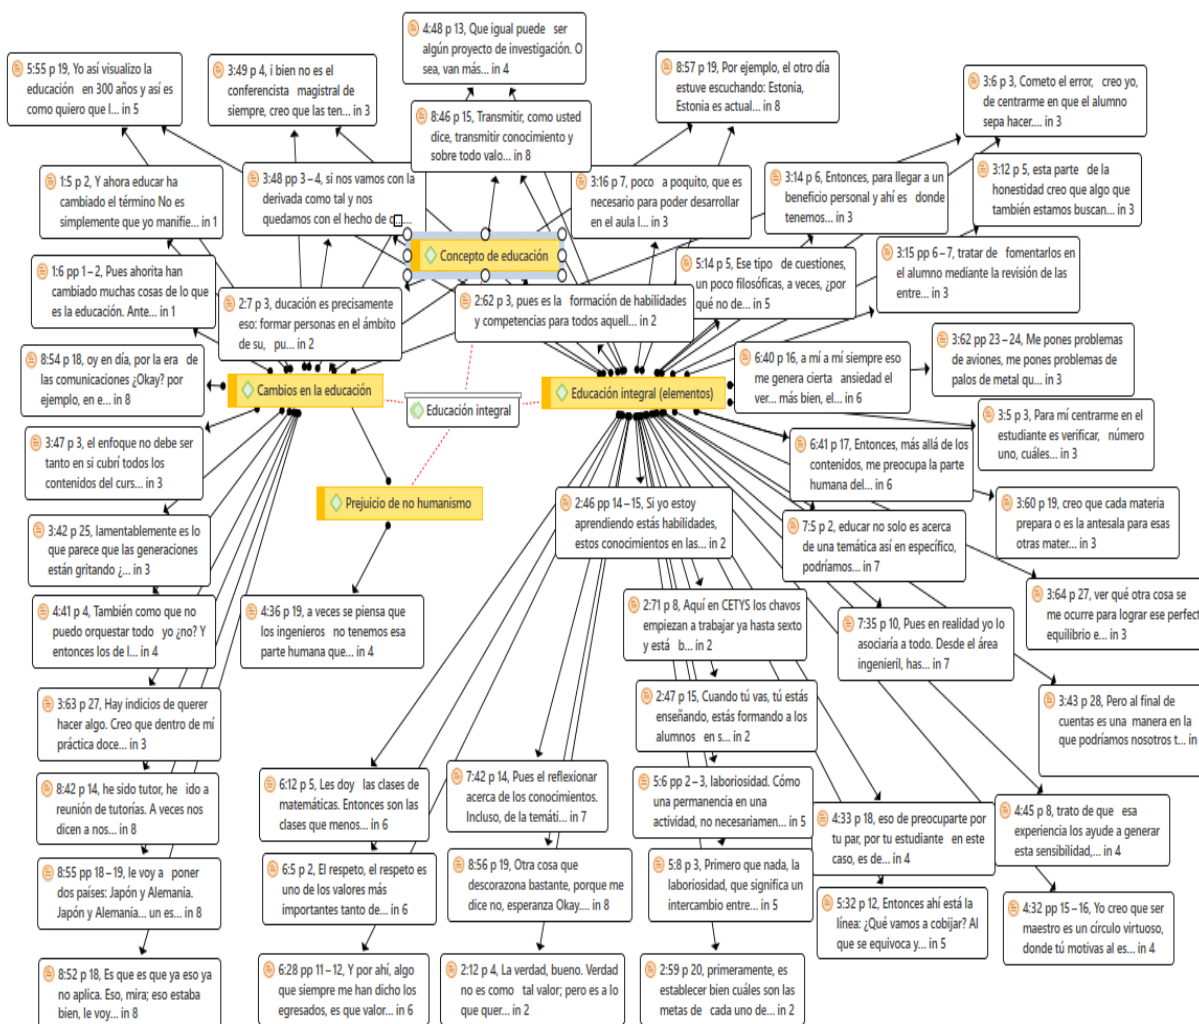 4:48 p 13, Que igual puede ser
algún proyecto de investigación. O
sea, van más... in 4
5:55 p 19, Yo así visualizo la
educación en 300 años y así es
como quiero que l... in 5
3:49 p 4, i bien no es el
conferencista magistral de
siempre, creo que las ten... in 3
8:57 p 19, Por ejemplo, el otro día
estuve escuchando: Estonia,
Estonia es actual... in 8
3:6 p 3, Cometo el error, creo yo,
de centrarme en que el alumno
sepa hacer.... in 3
8:46 p 15, Transmitir, como usted
dice, transmitir conocimiento y
sobre todo valo... in 8
1:5 p 2, Y ahora educar ha
cambiado el término No es
simplemente que yo manifie... in 1
3:48 pp 3 – 4, si nos vamos con la
derivada como tal y nos
quedamos con el hecho de
3:16 p 7, poco a poquito, que es
necesario para poder desarrollar
en el aula l... in 3
3:14 p 6, Entonces, para llegar a un
beneficio personal y ahí es donde
tenemos... in 3
3:12 p 5, esta parte de la
honestidad creo que algo que
también estamos buscan... in 3
Concepto de educación
1:6 pp 1 – 2, Pues ahorita han
cambiado muchas cosas de lo que
es la educación. Ante... in 1
2:7 p 3, ducación es precisamente
eso: formar personas en el ámbito
de su, pu... in 2
2:62 p 3, pues es la formación de habilidades
y competencias para todos aquell... in 2
5:14 p 5, Ese tipo de cuestiones,
un poco filosóficas, a veces, ¿por
qué no de... in 5
3:15 pp 6 – 7, tratar de fomentarlos en
el alumno mediante la revisión de las
entre... in 3
8:54 p 18, oy en día, por la era de
las comunicaciones ¿Okay? por
ejemplo, en e... in 8
Cambios en la educación
Educación integral
Educación integral (elementos)
6:40 p 16, a mí a mí siempre eso
me genera cierta ansiedad el
ver... más bien, el... in 6
3:62 pp 23 – 24, Me pones problemas
de aviones, me pones problemas de
palos de metal qu... in 3
3:47 p 3, el enfoque no debe ser
tanto en si cubrí todos los
contenidos del curs... in 3
6:41 p 17, Entonces, más allá de los
contenidos, me preocupa la parte
humana del... in 6
3:5 p 3, Para mí centrarme en el
estudiante es verificar, número
uno, cuáles... in 3
Prejuicio de no humanismo
3:42 p 25, lamentablemente es lo
que parece que las generaciones
están gritando ¿... in 3
2:46 pp 14 – 15, Si yo estoy
aprendiendo estás habilidades,
estos conocimientos en las... in 2
7:5 p 2, educar no solo es acerca
de una temática así en específico,
podríamos... in 7
3:60 p 19, creo que cada materia
prepara o es la antesala para esas
otras mater... in 3
4:41 p 4, También como que no
puedo orquestar todo yo ¿no? Y
entonces los de l... in 4
4:36 p 19, a veces se piensa que
los ingenieros no tenemos esa
parte humana que... in 4
2:71 p 8, Aquí en CETYS los chavos
empiezan a trabajar ya hasta sexto
y está b... in 2
7:35 p 10, Pues en realidad yo lo
asociaría a todo. Desde el área
ingenieril, has... in 7
3:64 p 27, ver qué otra cosa se
me ocurre para lograr ese perfect
equilibrio e... in 3
3:63 p 27, Hay indicios de querer
hacer algo. Creo que dentro de mí
práctica doce... in 3
2:47 p 15, Cuando tú vas, tú estás
enseñando, estás formando a los
alumnos en s... in 2
3:43 p 28, Pero al final de
cuentas es una manera en la
que podríamos nosotros t... in
8:42 p 14, he sido tutor, he ido a
reunión de tutorías. A veces nos
dicen a nos... in 8
6:12 p 5, Les doy las clases de
matemáticas. Entonces son las
clases que menos... in 6
7:42 p 14, Pues el reflexionar
acerca de los conocimientos.
Incluso, de la temáti... in 7
5:6 pp 2 – 3, laboriosidad. Cómo
una permanencia en una
actividad, no necesariamen... in 5
4:33 p 18, eso de preocuparte por
tu par, por tu estudiante en este
caso, es de... in 4
4:45 p 8, trato de que esa
experiencia los ayude a generar
esta sensibilidad,... in 4
8:55 pp 18 – 19, le voy a poner
dos países: Japón y Alemania.
Japón y Alemania... un es... in 8
6:5 p 2, El respeto, el respeto es
uno de los valores más
importantes tanto de... in 6
8:56 p 19, Otra cosa que
descorazona bastante, porque me
dice no, esperanza Okay.... in 8
5:8 p 3, Primero que nada, la
laboriosidad, que significa un
intercambio entre... in 5
5:32 p 12, Entonces ahí está la
línea: ¿Qué vamos a cobijar? Al
que se equivoca y... in 5
4:32 pp 15 – 16, Yo creo que ser
maestro es un círculo virtuoso,
donde tú motivas al es... in 4
8:52 p 18, Es que es que ya eso ya
no aplica. Eso, mira; eso estaba
bien, le voy... in 8
6:28 pp 11 – 12, Y por ahí, algo
que siempre me han dicho los
egresados, es que valor... in 6
2:12 p 4, La verdad, bueno. Verdad
no es como tal valor; pero es a lo
que quer... in 2
2:59 p 20, primeramente, es
establecer bien cuáles son las
metas de cada uno de... in 2